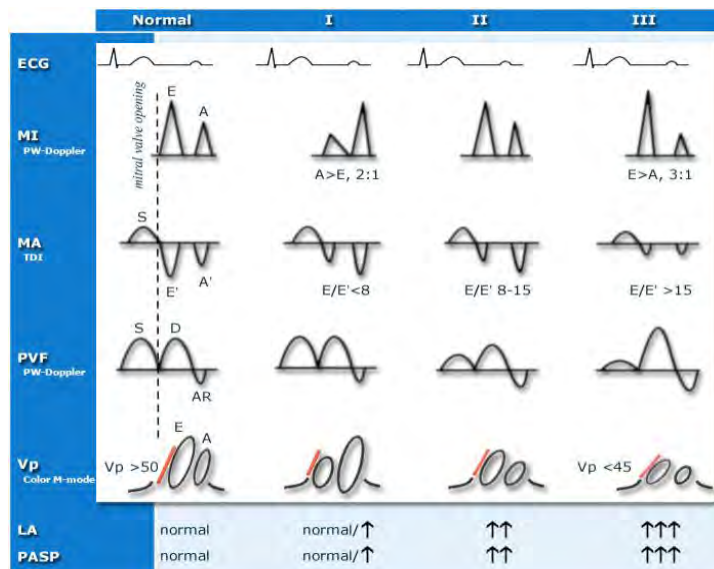 Normal I II III
ECG
mitral valve opening
E A
MI
PW-Doppler
A>E, 2:1 E>A, 3:1
S
MA
TDI
E' A' E/E'<8 E/E' 8-15 E/E' >15
S D
PVF
PW-Doppler
AR
E A
Vp
Color M-mode
Vp >50 Vp <45
LA normal normal/↑ ↑↑ ↑↑↑
PASP normal normal/↑ ↑↑ ↑↑↑